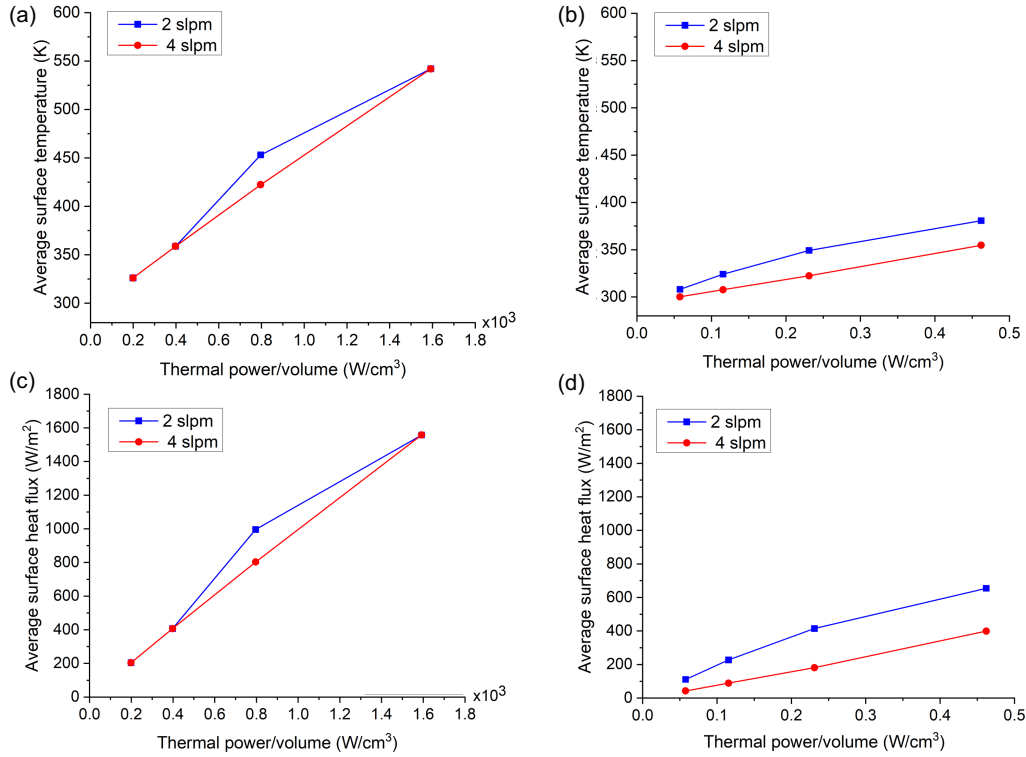 (a)
600
550
500
450
400
350
300
Average surface temperature (K)
2 slpm
4 slpm
0.0 0.2 0.4 0.6 0.8 1.0 1.2 1.4 1.6 1.8
x10³
Thermal power/volume (W/cm³)
(b)
600
550
500
450
400
350
300
Average surface temperature (K)
2 slpm
4 slpm
0.0 0.1 0.2 0.3 0.4 0.5
Thermal power/volume (W/cm³)
(c)
1800
1600
1400
1200
1000
800
600
400
200
0
Average surface heat flux (W/m²)
2 slpm
4 slpm
0.0 0.2 0.4 0.6 0.8 1.0 1.2 1.4 1.6 1.8
x10³
Thermal power/volume (W/cm³)
(d)
1800
1600
1400
1200
1000
800
600
400
200
0
Average surface heat flux (W/m²)
2 slpm
4 slpm
0.0 0.1 0.2 0.3 0.4 0.5
Thermal power/volume (W/cm³)